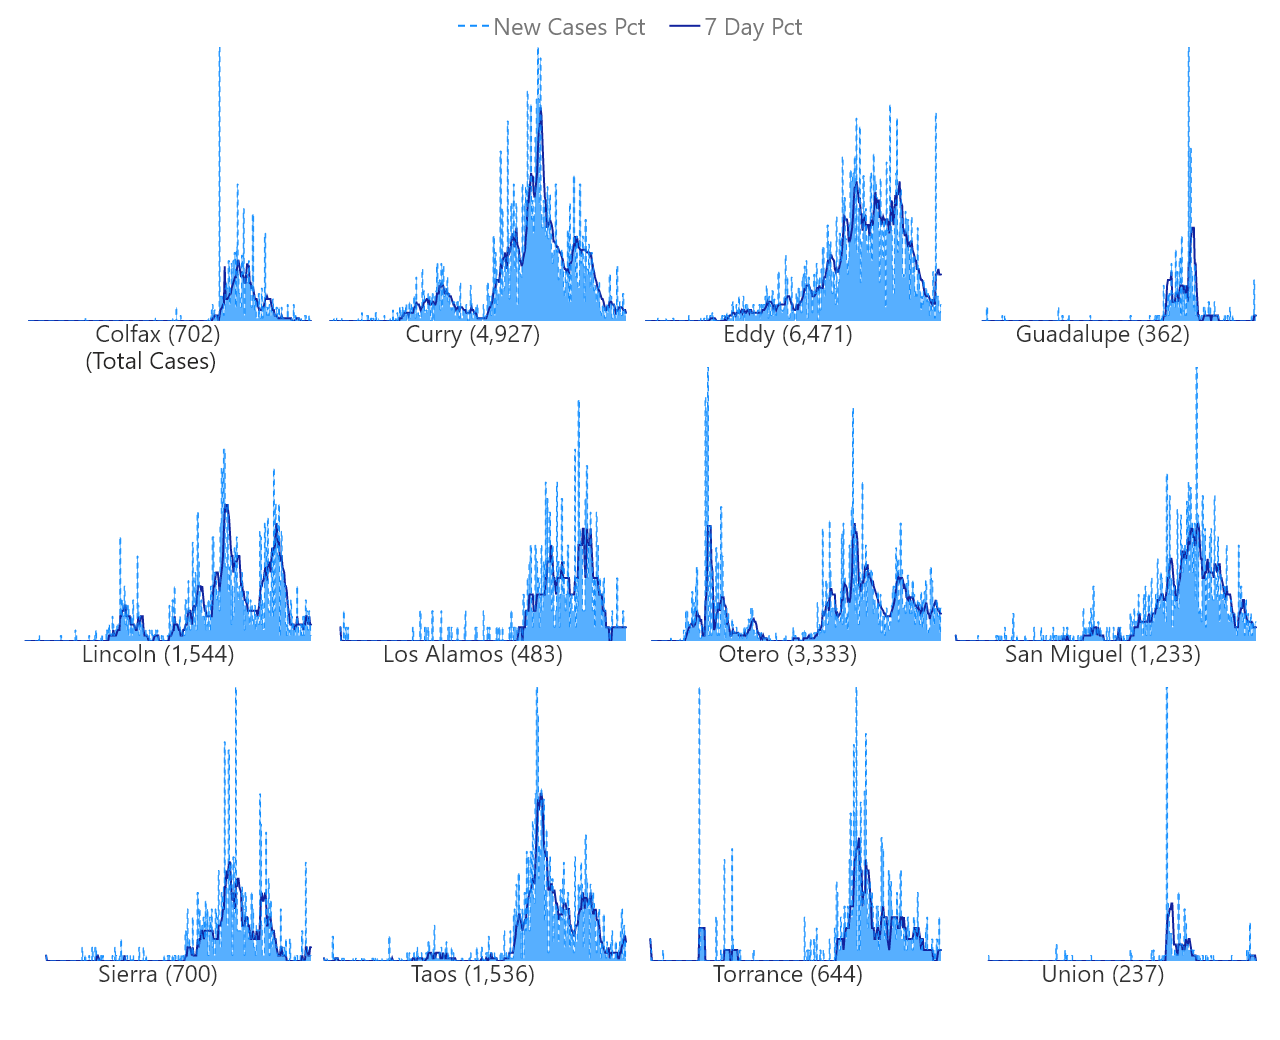 New Cases Pct 7 Day Pct
Colfax (702) Curry (4,927) Eddy (6,471) Guadalupe (362)
(Total Cases)
Lincoln (1,544) Los Alamos (483) Otero (3,333) San Miguel (1,233)
Sierra (700) Taos (1,536) Torrance (644) Union (237)